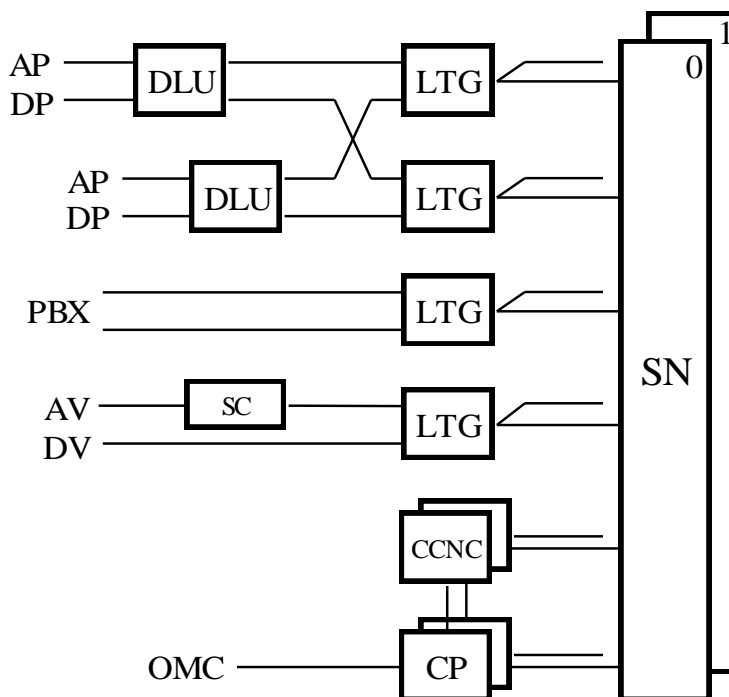 1
0
AP
DLU
LTG
DP
AP
DLU
LTG
DP
PBX
LTG
SN
AV
SC
LTG
DV
CCNC
OMC
CP